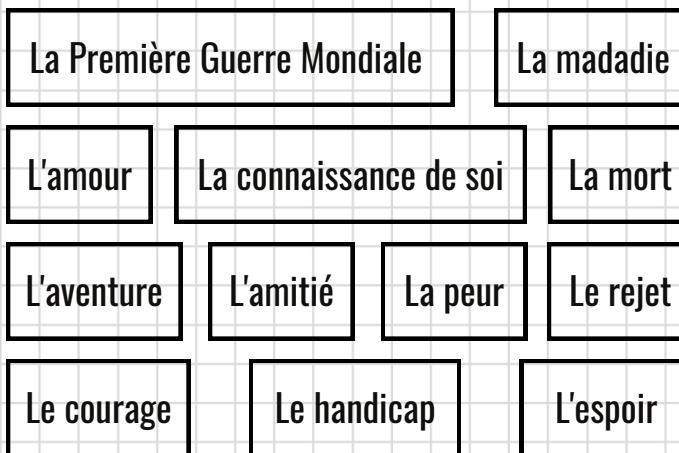 La Première Guerre Mondiale La madadie
L'amour La connaissance de soi La mort
L'aventure L'amitié La peur Le rejet
Le courage Le handicap L'espoir